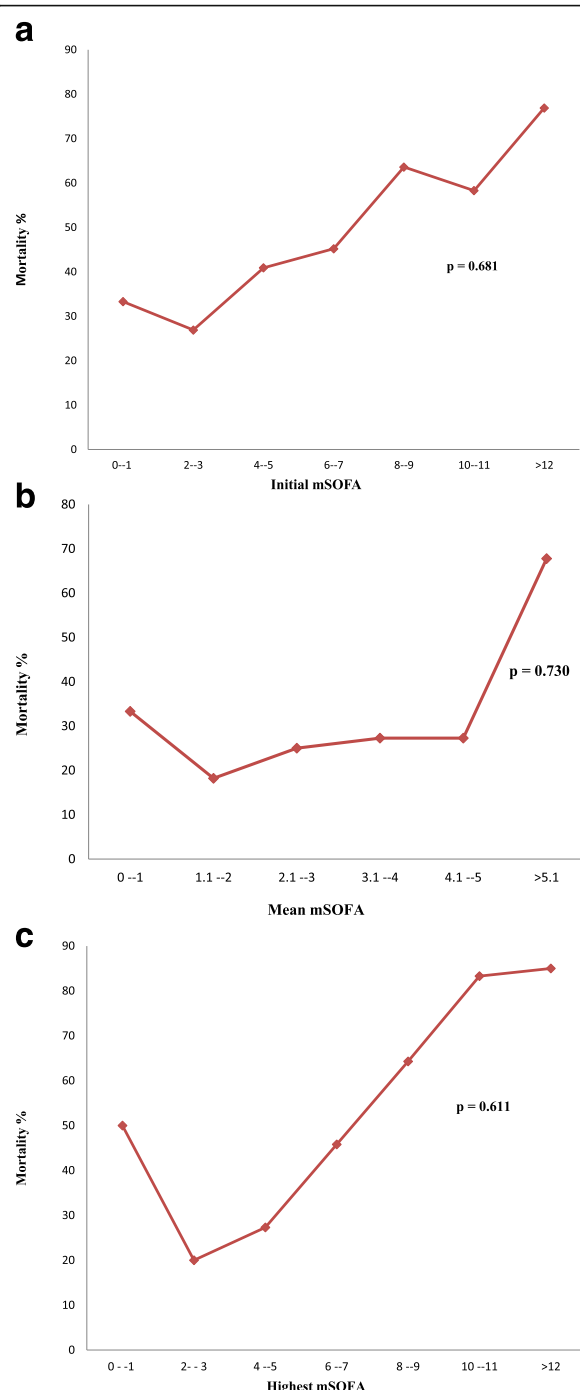 a
90
80
70
60
50
40
30
20
10
0
Mortality %
p = 0.681
0--1 2--3 4--5 6--7 8--9 10--11 >12
Initial mSOFA
b
80
70
60
50
40
30
20
10
0
Mortality %
p = 0.730
0 --1 1.1 --2 2.1 --3 3.1 --4 4.1 --5 >5.1
Mean mSOFA
c
90
80
70
60
50
40
30
20
10
0
Mortality %
p = 0.611
0 - -1 2- - 3 4 --5 6 --7 8 --9 10 --11 >12
Highest mSOFA